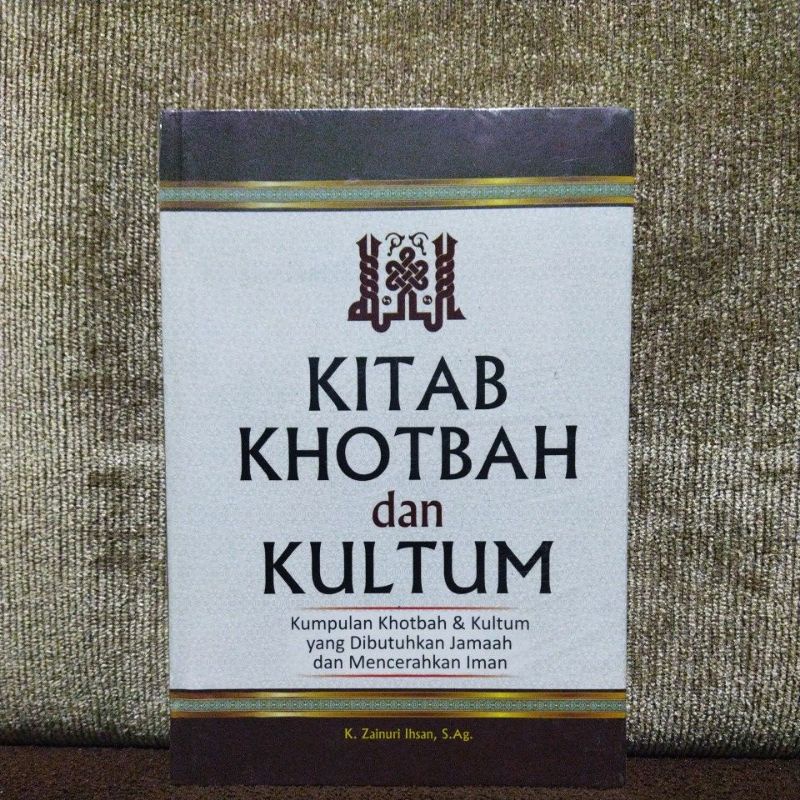 KITAB
KHOTBAH
dan
KULTUM
Kumpulan Khotbah & Kultum
yang Dibutuhkan Jamaah
dan Mencerahkan Iman
K. Zainuri Ihsan, S.Ag.